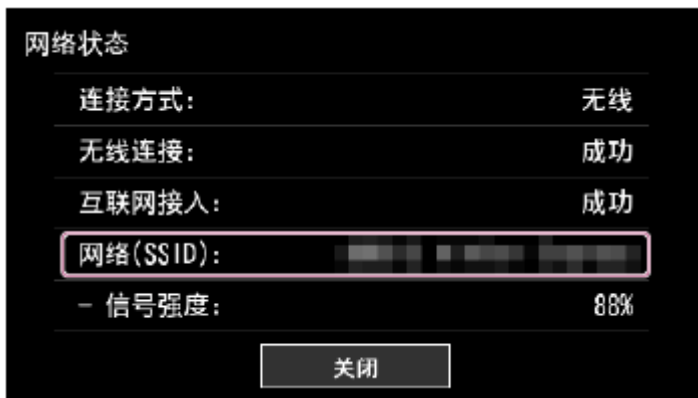 网络状态
连接方式： 无线
无线连接： 成功
互联网接入： 成功
网络(SSID)：
- 信号强度： 88%
关闭